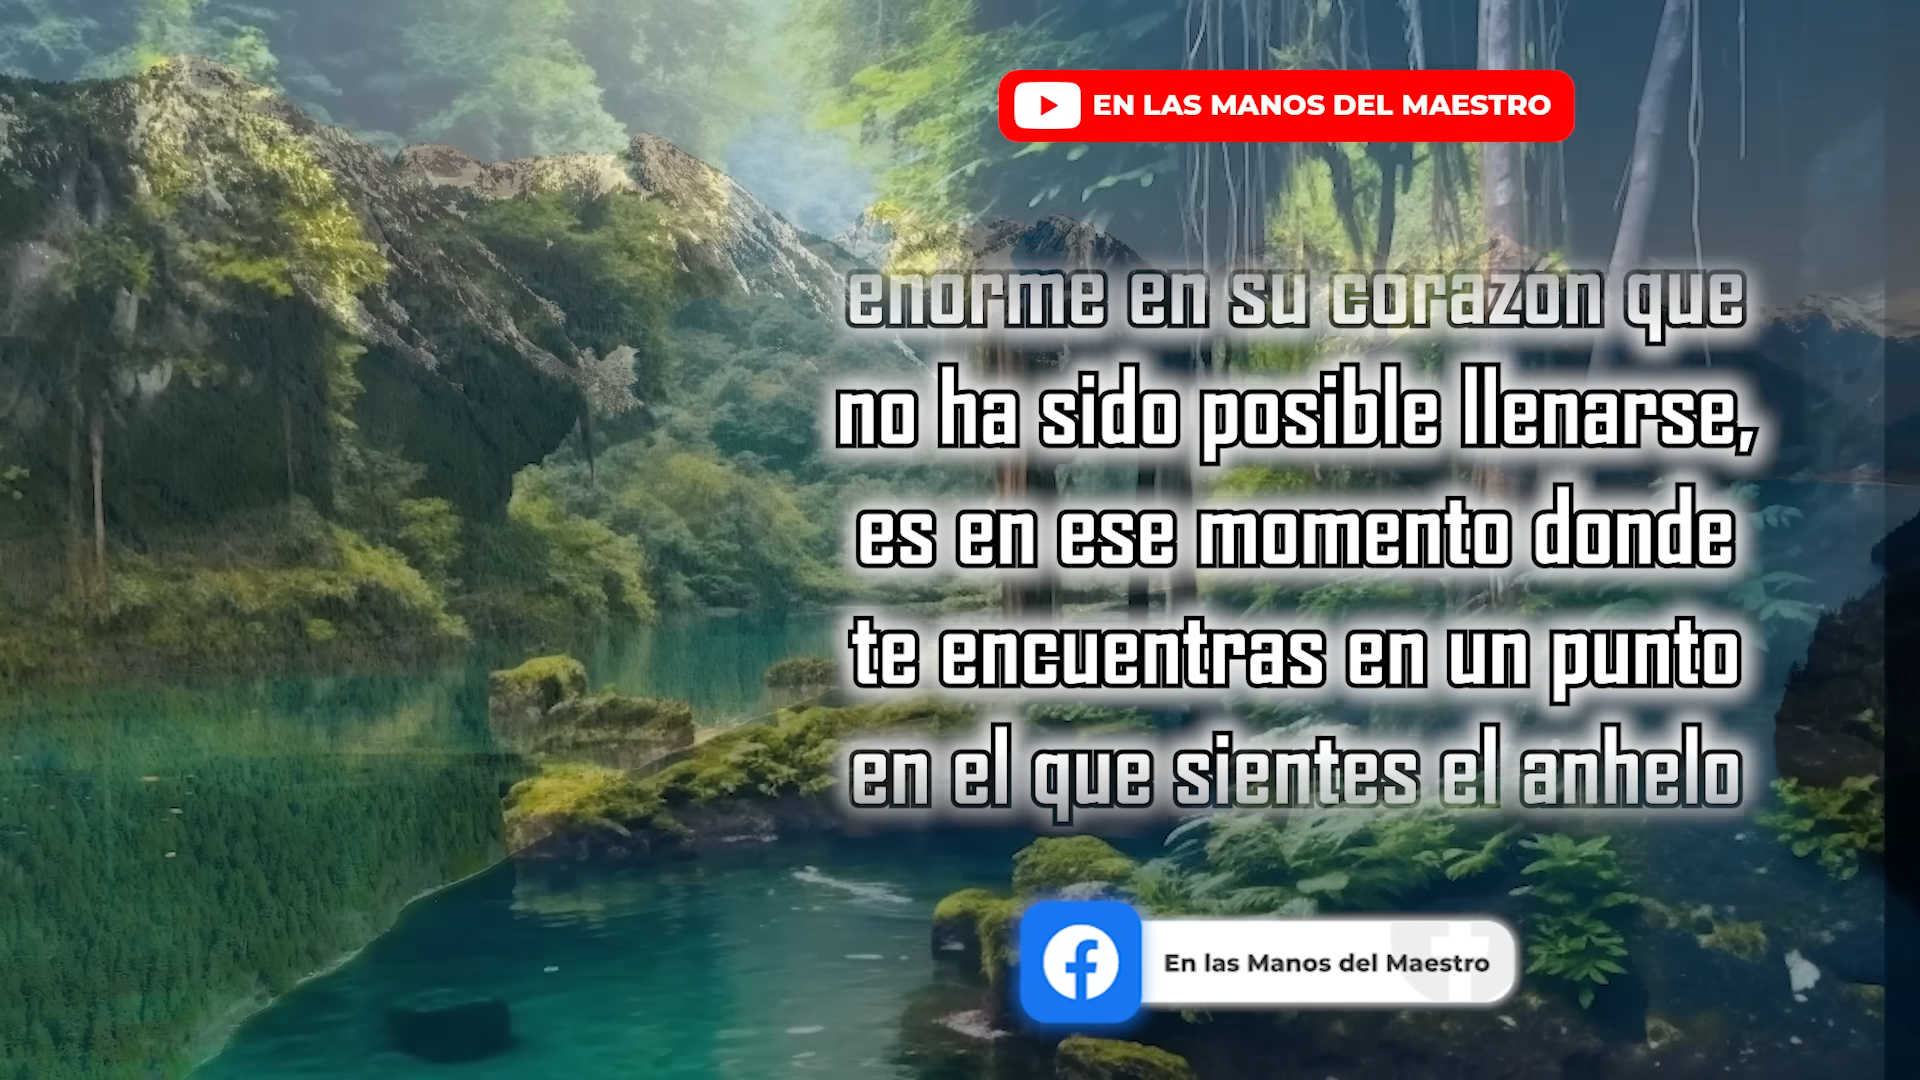 EN LAS MANOS DEL MAESTRO
enorme en su corazón que
no ha sido posible llenarse,
es en ese momento donde
te encuentras en un punto
en el que sientes el anhelo
En las Manos del Maestro